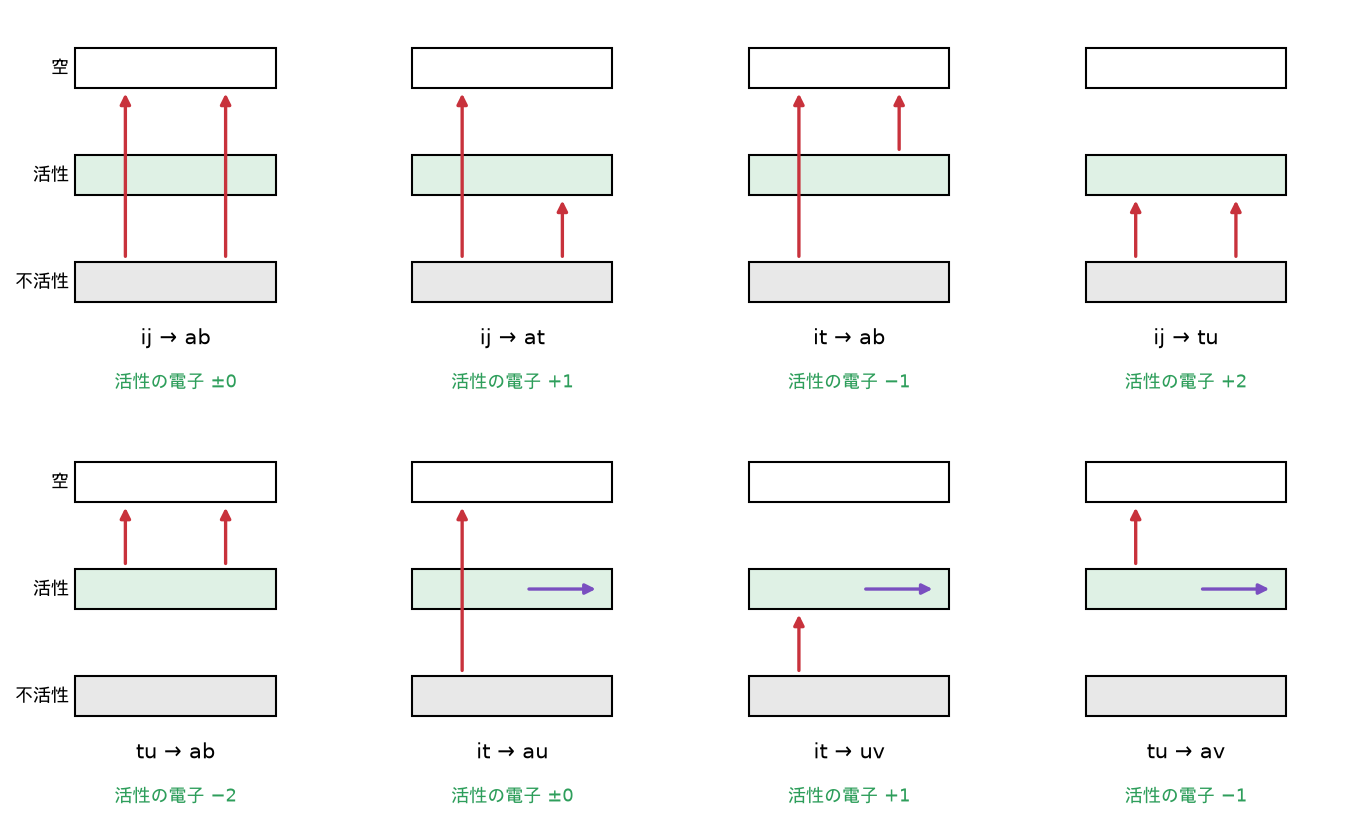 空
活性
不活性
ij → ab
ij → at
it → ab
ij → tu
活性の電子 ±0
活性の電子 +1
活性の電子 −1
活性の電子 +2
空
活性
不活性
tu → ab
it → au
it → uv
tu → av
活性の電子 −2
活性の電子 ±0
活性の電子 +1
活性の電子 −1